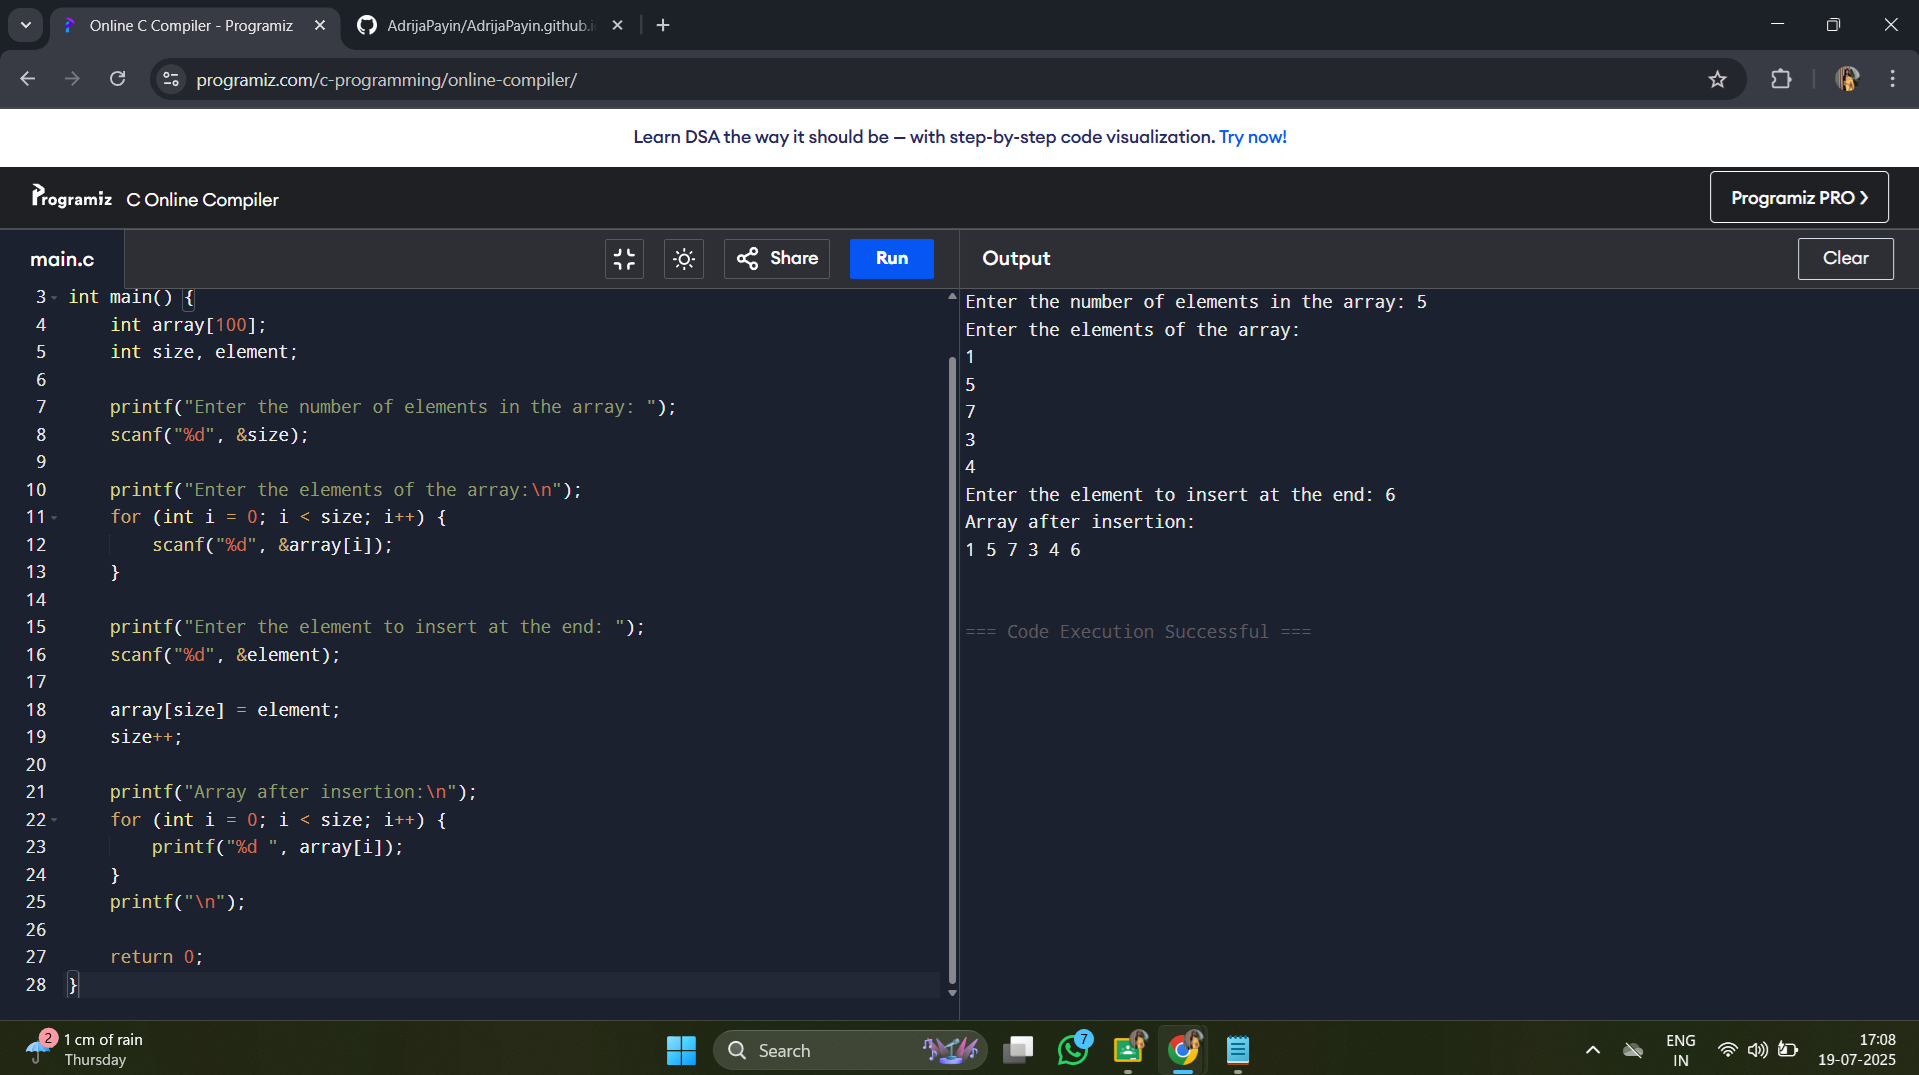 Online C Compiler - Programiz
AdrijaPayin/AdrijaPayin.github.i
programiz.com/c-programming/online-compiler/
Learn DSA the way it should be — with step-by-step code visualization. Try now!
Programiz C Online Compiler
Programiz PRO ❯
main.c
Share
Run
Output
Clear
3 int main() {
4 int array[100];
5 int size, element;
6
7 printf("Enter the number of elements in the array: ");
8 scanf("%d", &size);
9
10 printf("Enter the elements of the array:\n");
11 for (int i = 0; i < size; i++) {
12 scanf("%d", &array[i]);
13 }
14
15 printf("Enter the element to insert at the end: ");
16 scanf("%d", &element);
17
18 array[size] = element;
19 size++;
20
21 printf("Array after insertion:\n");
22 for (int i = 0; i < size; i++) {
23 printf("%d ", array[i]);
24 }
25 printf("\n");
26
27 return 0;
28 }
Enter the number of elements in the array: 5
Enter the elements of the array:
1
5
7
3
4
Enter the element to insert at the end: 6
Array after insertion:
1 5 7 3 4 6
=== Code Execution Successful ===
2
1 cm of rain
Thursday
Search
7
ENG
IN
17:08
19-07-2025